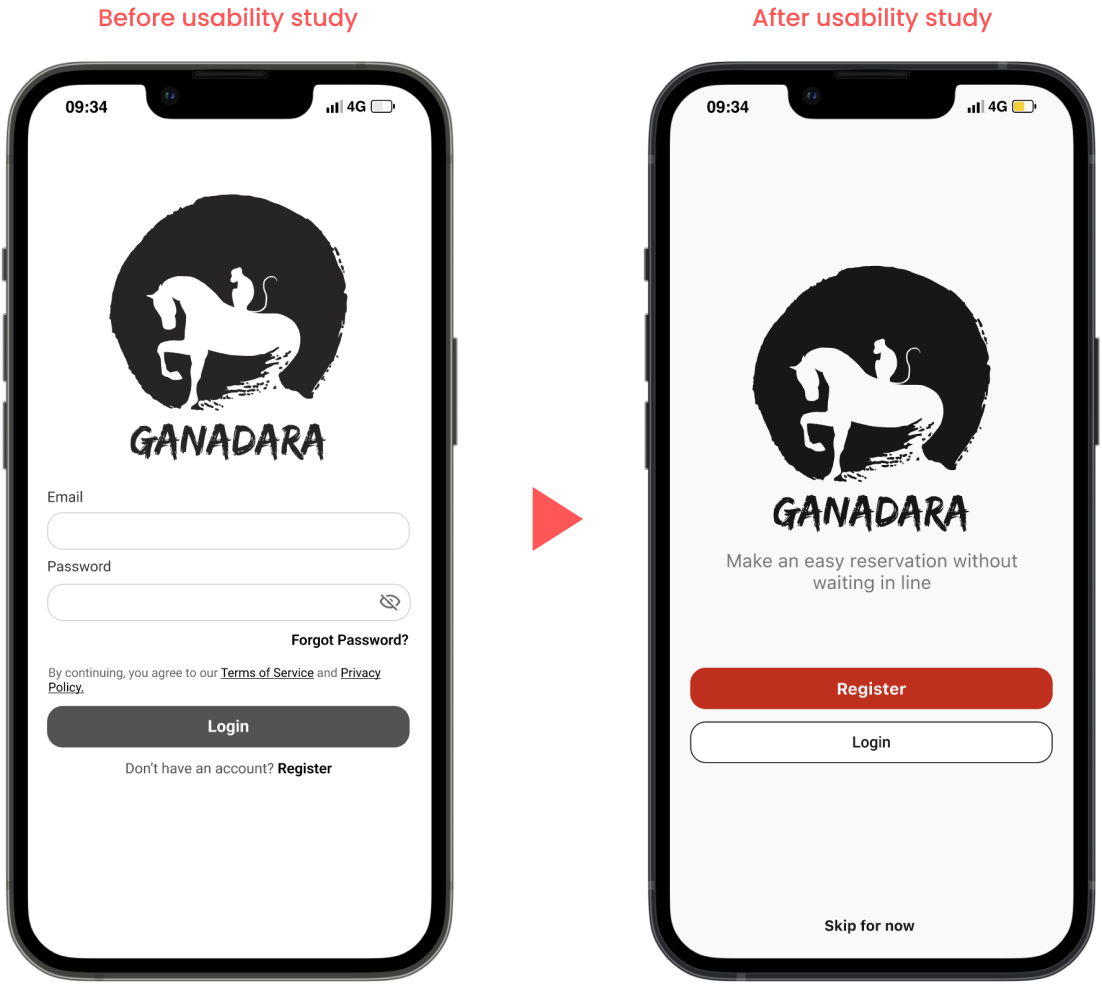 Before usability study
09:34
4G
GANADARA
Email
Password
Forgot Password?
By continuing, you agree to our Terms of Service and Privacy
Policy.
Login
Don’t have an account? Register
After usability study
09:34
4G
GANADARA
Make an easy reservation without
waiting in line
Register
Login
Skip for now